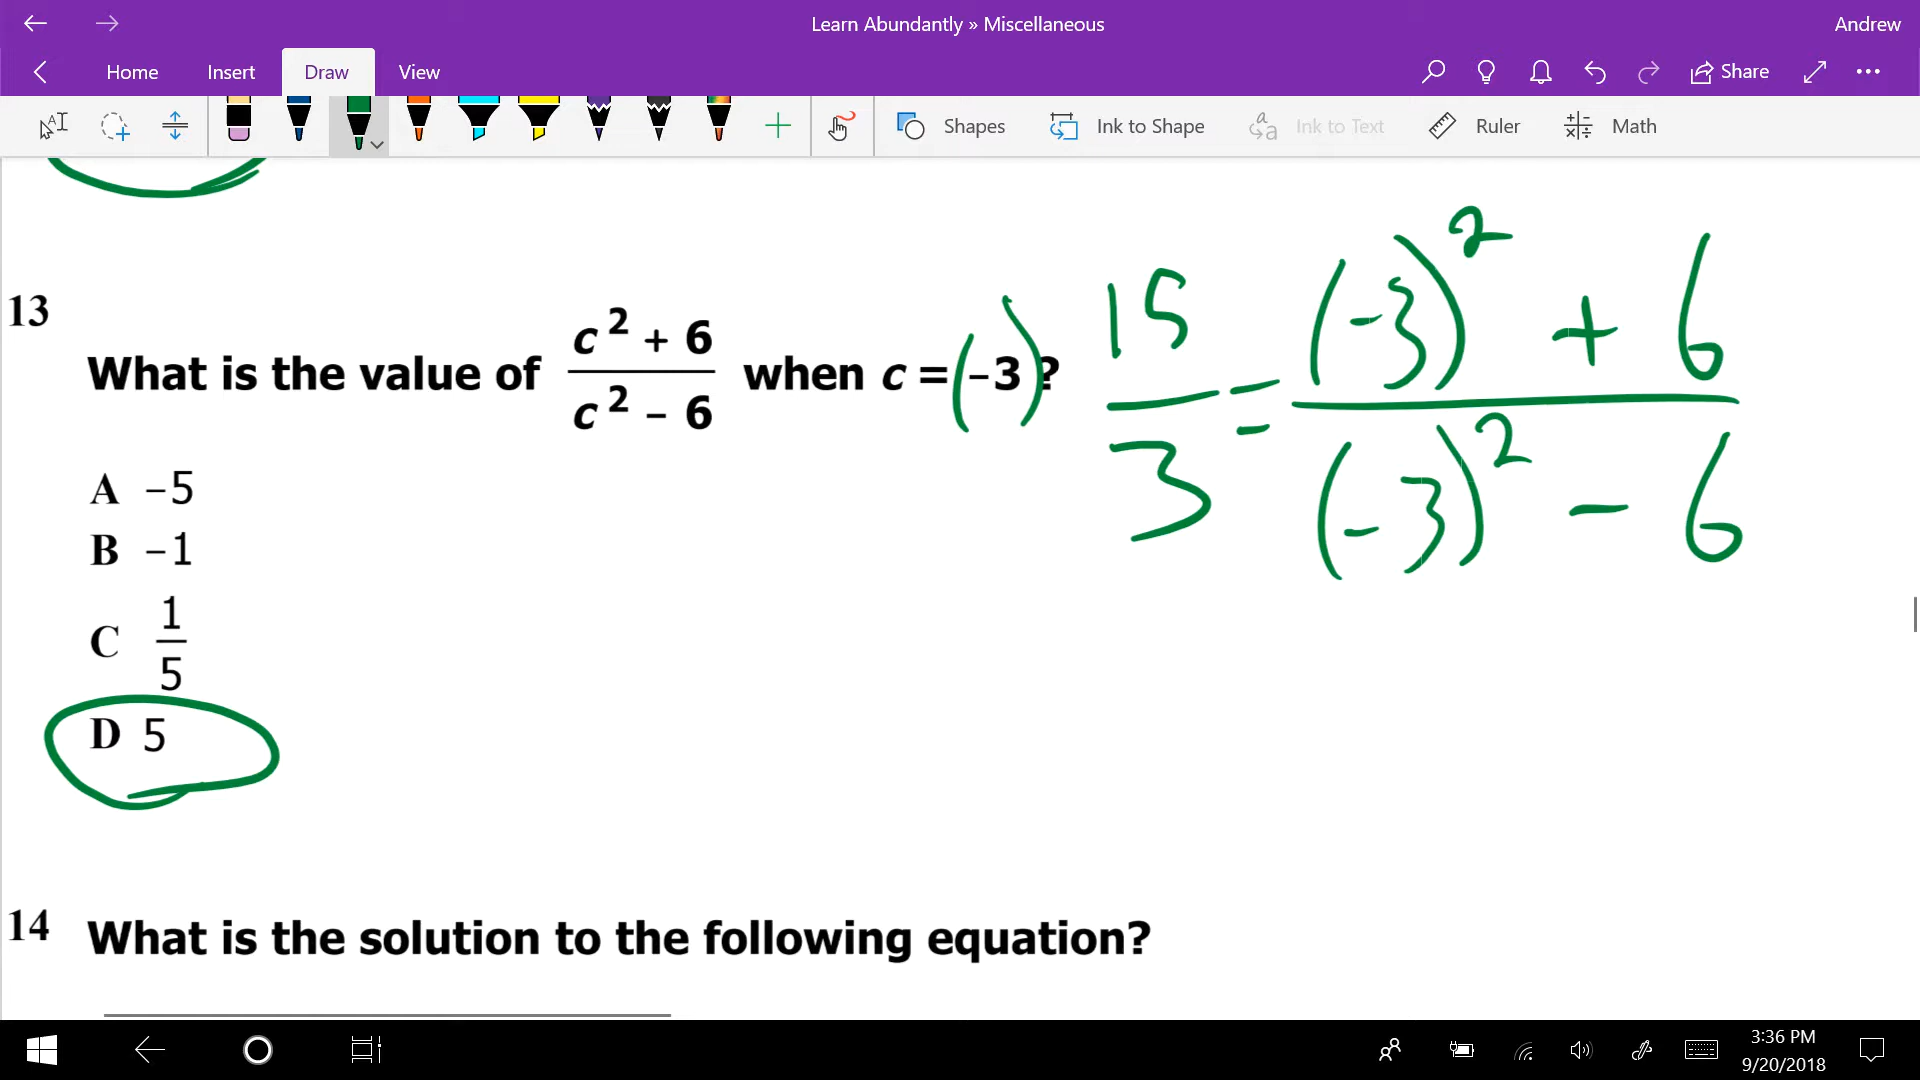 Learn Abundantly » Miscellaneous
Andrew
Home Insert Draw View
Share
Shapes Ink to Shape Ink to Text Ruler Math
13
What is the value of c² + 6 / c² – 6 when c = (–3)?
15 / 3 = (-3)² + 6 / (-3)² - 6
A –5
B –1
C 1/5
D 5
14 What is the solution to the following equation?
3:36 PM
9/20/2018